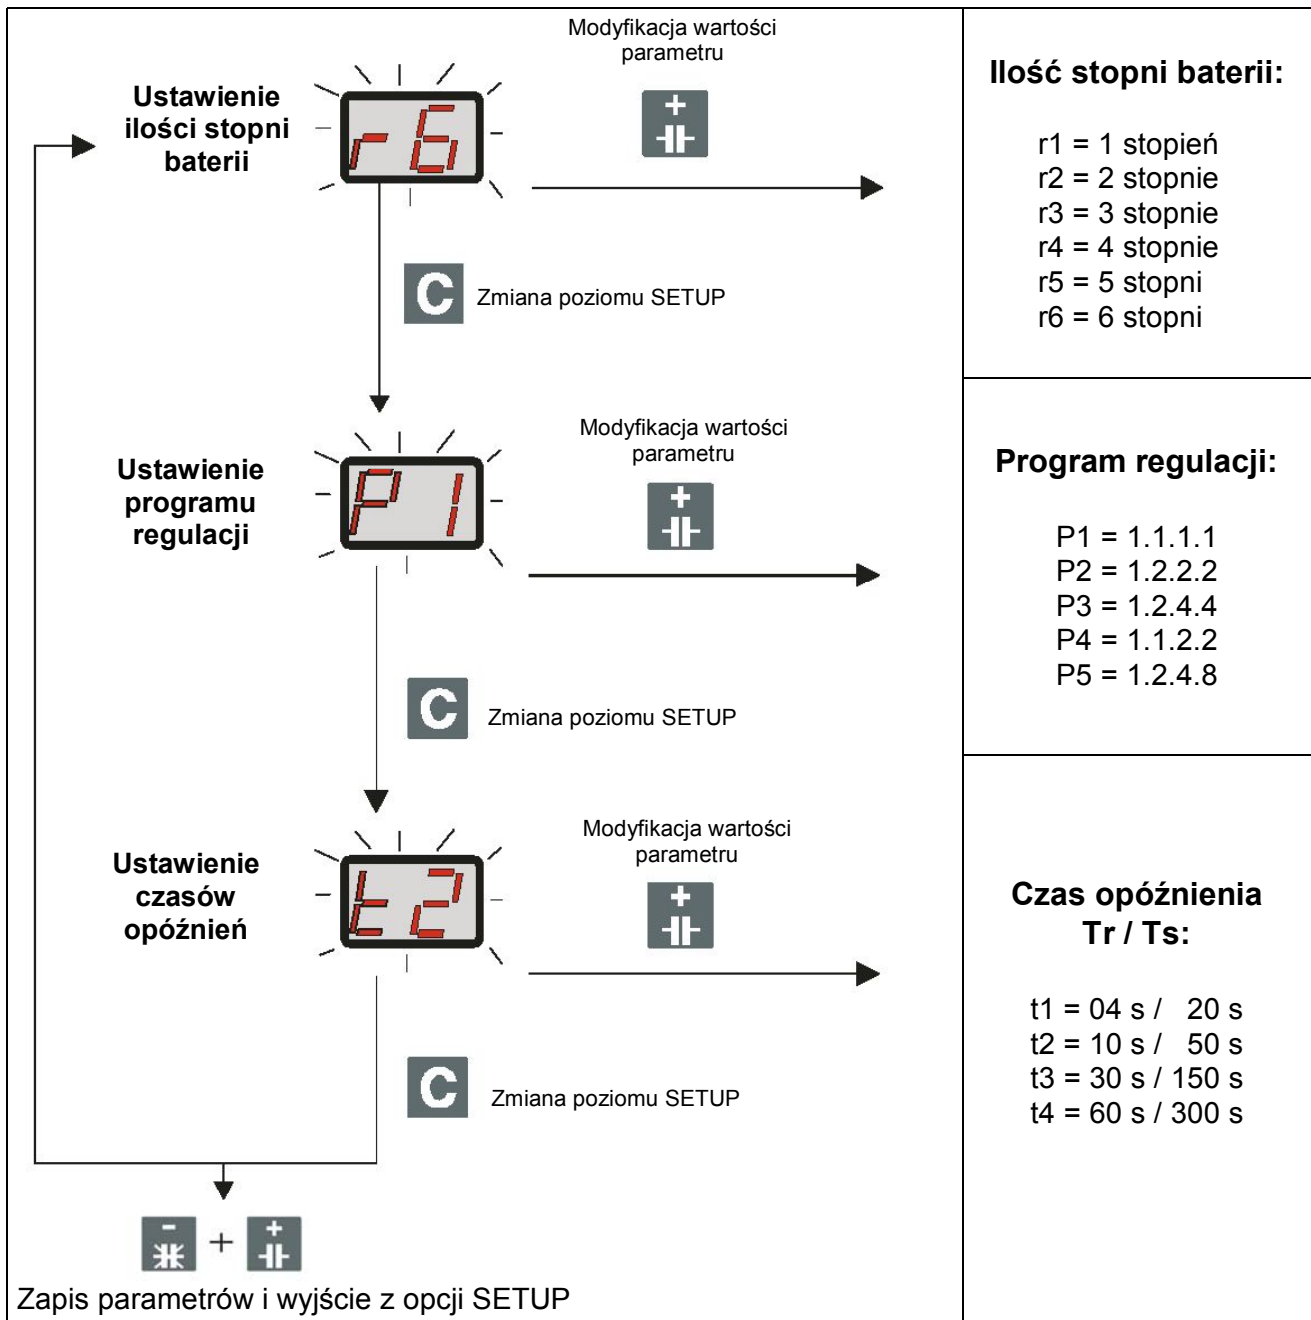 Modyfikacja wartości
parametru
Ustawienie
ilości stopni
baterii
r6
+
C
Zmiana poziomu SETUP
Ilość stopni baterii:
r1 = 1 stopień
r2 = 2 stopnie
r3 = 3 stopnie
r4 = 4 stopnie
r5 = 5 stopni
r6 = 6 stopni
Modyfikacja wartości
parametru
Ustawienie
programu
regulacji
P1
+
C
Zmiana poziomu SETUP
Program regulacji:
P1 = 1.1.1.1
P2 = 1.2.2.2
P3 = 1.2.4.4
P4 = 1.1.2.2
P5 = 1.2.4.8
Modyfikacja wartości
parametru
Ustawienie
czasów
opóźnień
t2
+
C
Zmiana poziomu SETUP
Czas opóźnienia
Tr / Ts:
t1 = 04 s / 20 s
t2 = 10 s / 50 s
t3 = 30 s / 150 s
t4 = 60 s / 300 s
- + +
Zapis parametrów i wyjście z opcji SETUP